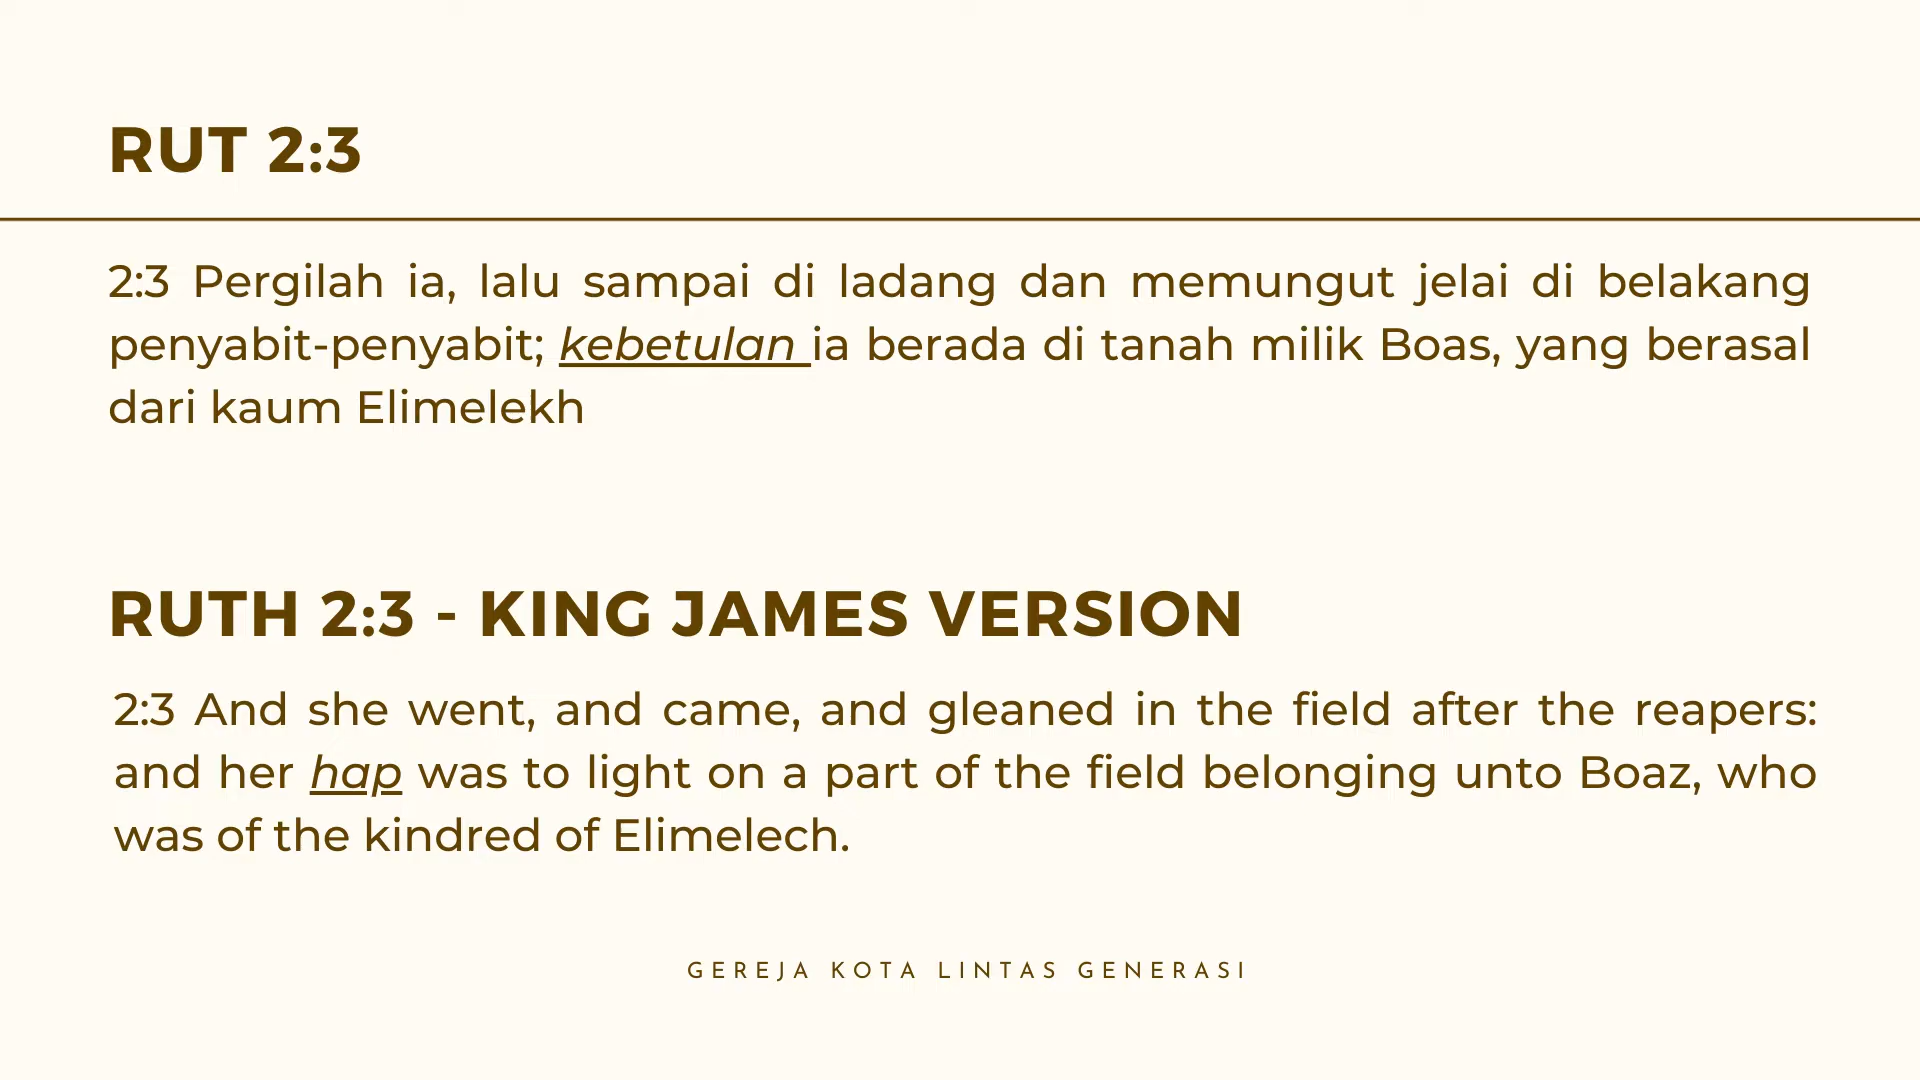 RUT 2:3
2:3 Pergilah ia, lalu sampai di ladang dan memungut jelai di belakang
penyabit-penyabit; kebetulan ia berada di tanah milik Boas, yang berasal
dari kaum Elimelekh
RUTH 2:3 - KING JAMES VERSION
2:3 And she went, and came, and gleaned in the field after the reapers:
and her hap was to light on a part of the field belonging unto Boaz, who
was of the kindred of Elimelech.
GEREJA KOTA LINTAS GENERASI